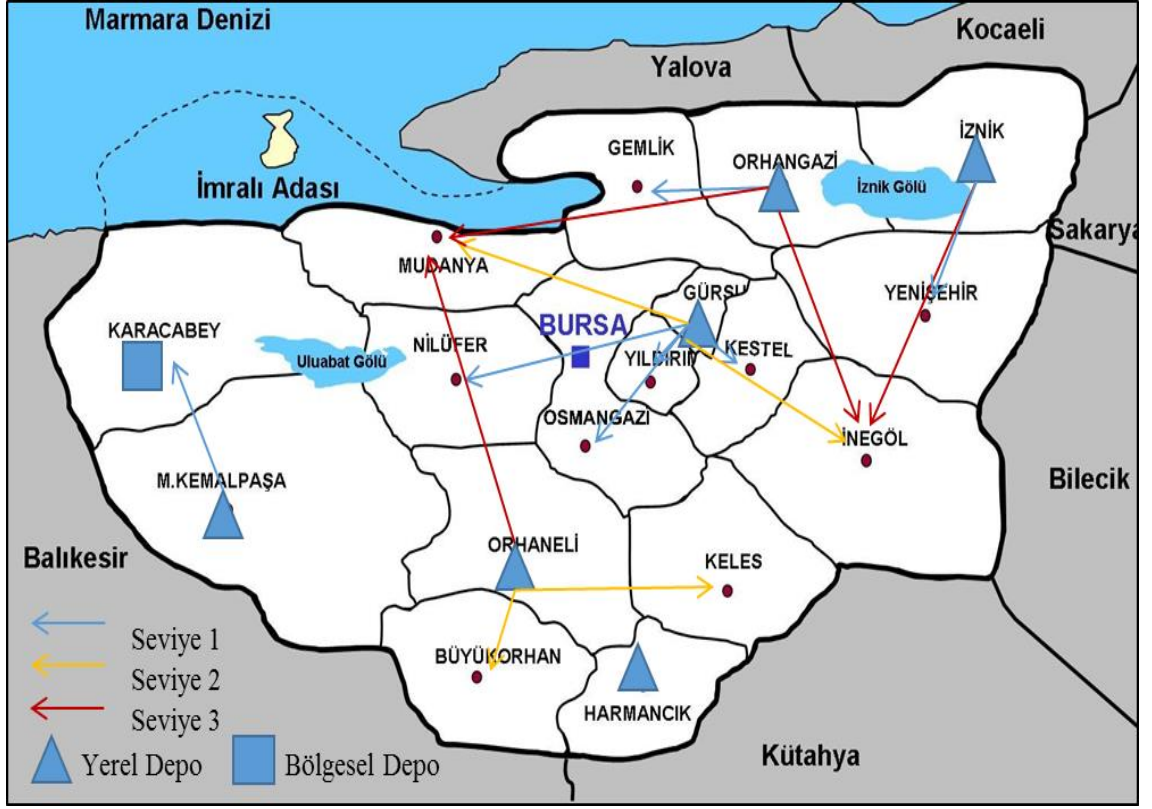 Marmara Denizi
Kocaeli
Yalova
İZNİK
GEMLİK
ORHANGAZİ
İznik Gölü
İmralı Adası
Sakarya
MUDANYA
GÜRSU
YENİŞEHİR
KARACABEY
BURSA
NİLÜFER
KESTEL
Uluabat Gölü
YILDIRIM
OSMANGAZİ
İNEGÖL
M.KEMALPAŞA
Bilecik
ORHANELİ
Balıkesir
KELES
Seviye 1
BÜYÜKORHAN
Seviye 2
HARMANCIK
Seviye 3
Kütahya
Yerel Depo
Bölgesel Depo